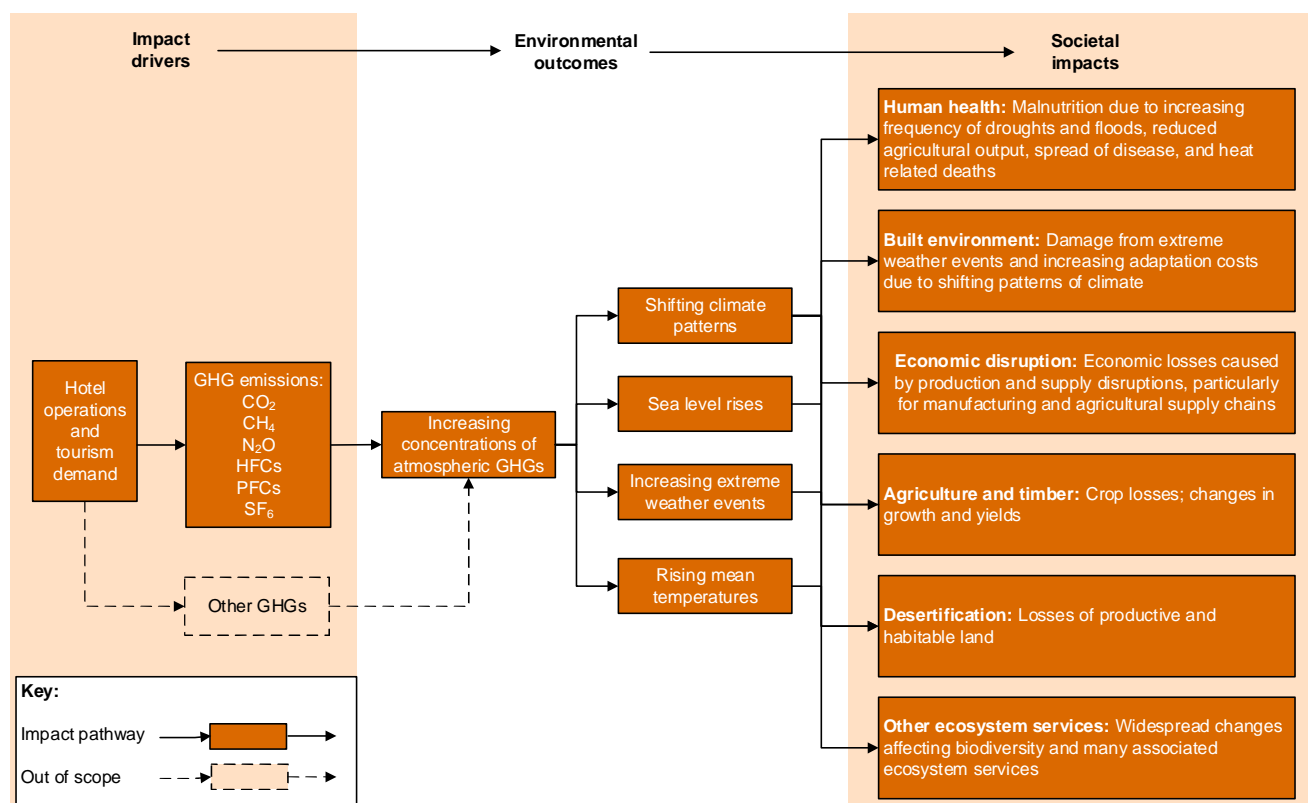 Impact
drivers
Environmental
outcomes
Societal
impacts
Hotel
operations
and
tourism
demand
GHG emissions:
CO₂
CH₄
N₂O
HFCs
PFCs
SF₆
Other GHGs
Increasing
concentrations of
atmospheric GHGs
Shifting climate
patterns
Sea level rises
Increasing extreme
weather events
Rising mean
temperatures
Human health: Malnutrition due to increasing
frequency of droughts and floods, reduced
agricultural output, spread of disease, and heat
related deaths
Built environment: Damage from extreme
weather events and increasing adaptation costs
due to shifting patterns of climate
Economic disruption: Economic losses caused
by production and supply disruptions, particularly
for manufacturing and agricultural supply chains
Agriculture and timber: Crop losses; changes in
growth and yields
Desertification: Losses of productive and
habitable land
Other ecosystem services: Widespread changes
affecting biodiversity and many associated
ecosystem services
Key:
Impact pathway
Out of scope